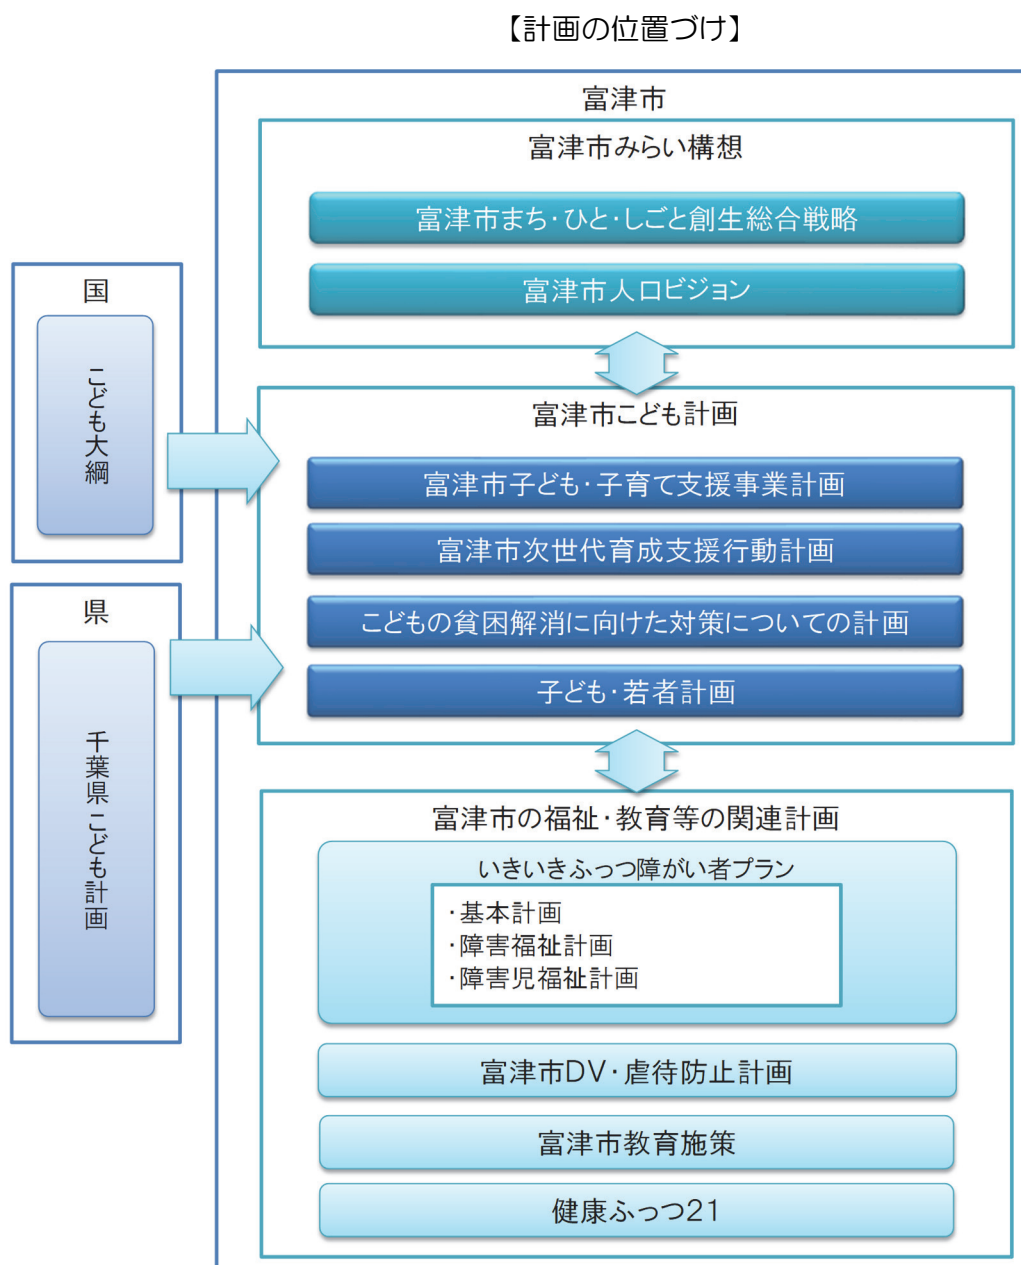 【計画の位置づけ】
富津市
富津市みらい構想
富津市まち・ひと・しごと創生総合戦略
富津市人口ビジョン
国
こども大綱
県
千葉県こども計画
富津市こども計画
富津市子ども・子育て支援事業計画
富津市次世代育成支援行動計画
こどもの貧困解消に向けた対策についての計画
子ども・若者計画
富津市の福祉・教育等の関連計画
いきいきふっつ障がい者プラン
・基本計画
・障害福祉計画
・障害児福祉計画
富津市DV・虐待防止計画
富津市教育施策
健康ふっつ21